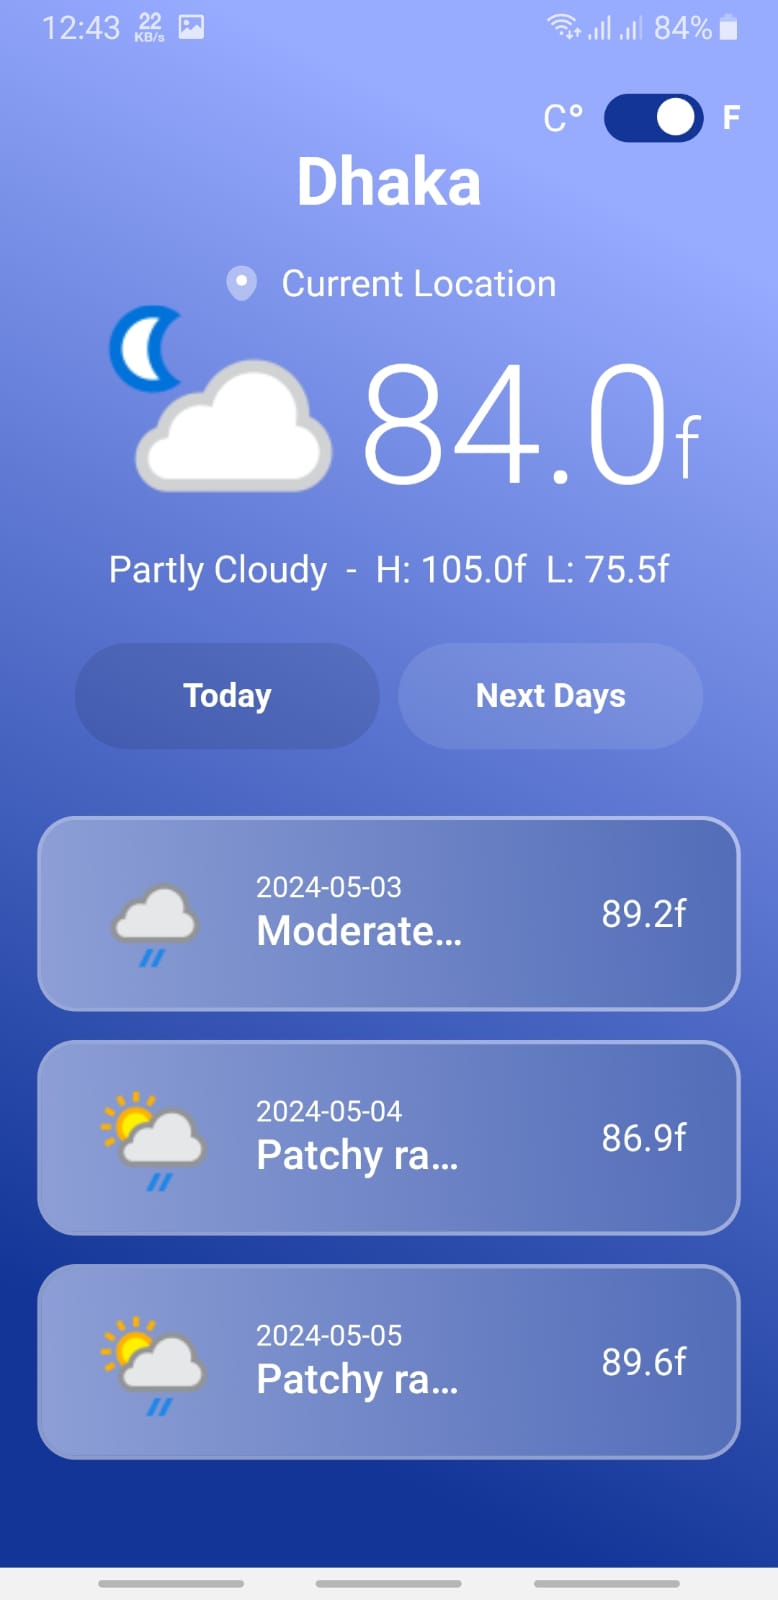 12:43 22 KB/s 84%
C° F
Dhaka
Current Location
84.0f
Partly Cloudy - H: 105.0f L: 75.5f
Today Next Days
2024-05-03
Moderate... 89.2f
2024-05-04
Patchy ra... 86.9f
2024-05-05
Patchy ra... 89.6f